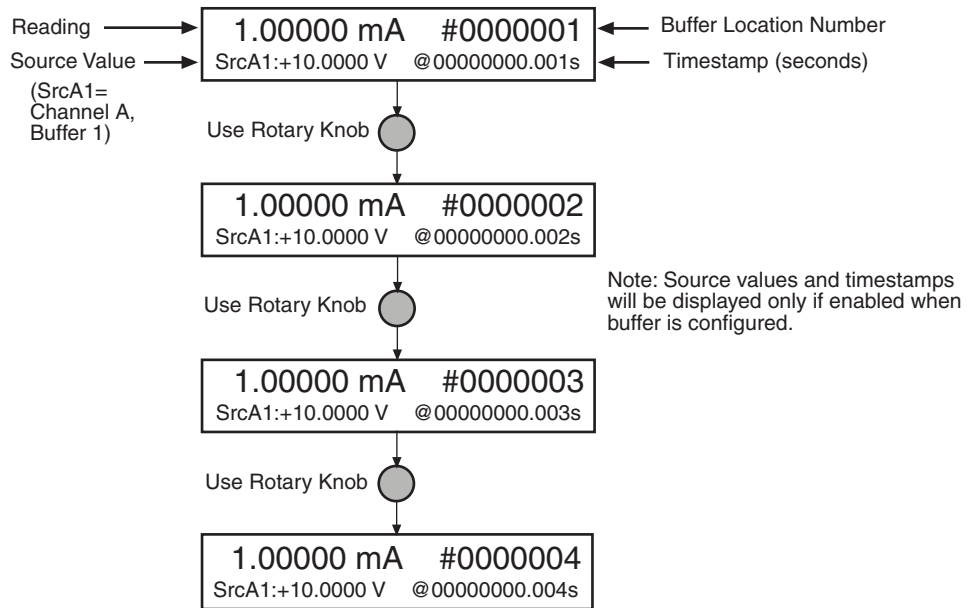 Reading
1.00000 mA #0000001
Buffer Location Number
Source Value
SrcA1:+10.0000 V @00000000.001s
Timestamp (seconds)
(SrcA1=
Channel A,
Buffer 1)
Use Rotary Knob
1.00000 mA #0000002
SrcA1:+10.0000 V @00000000.002s
Note: Source values and timestamps
will be displayed only if enabled when
buffer is configured.
Use Rotary Knob
1.00000 mA #0000003
SrcA1:+10.0000 V @00000000.003s
Use Rotary Knob
1.00000 mA #0000004
SrcA1:+10.0000 V @00000000.004s